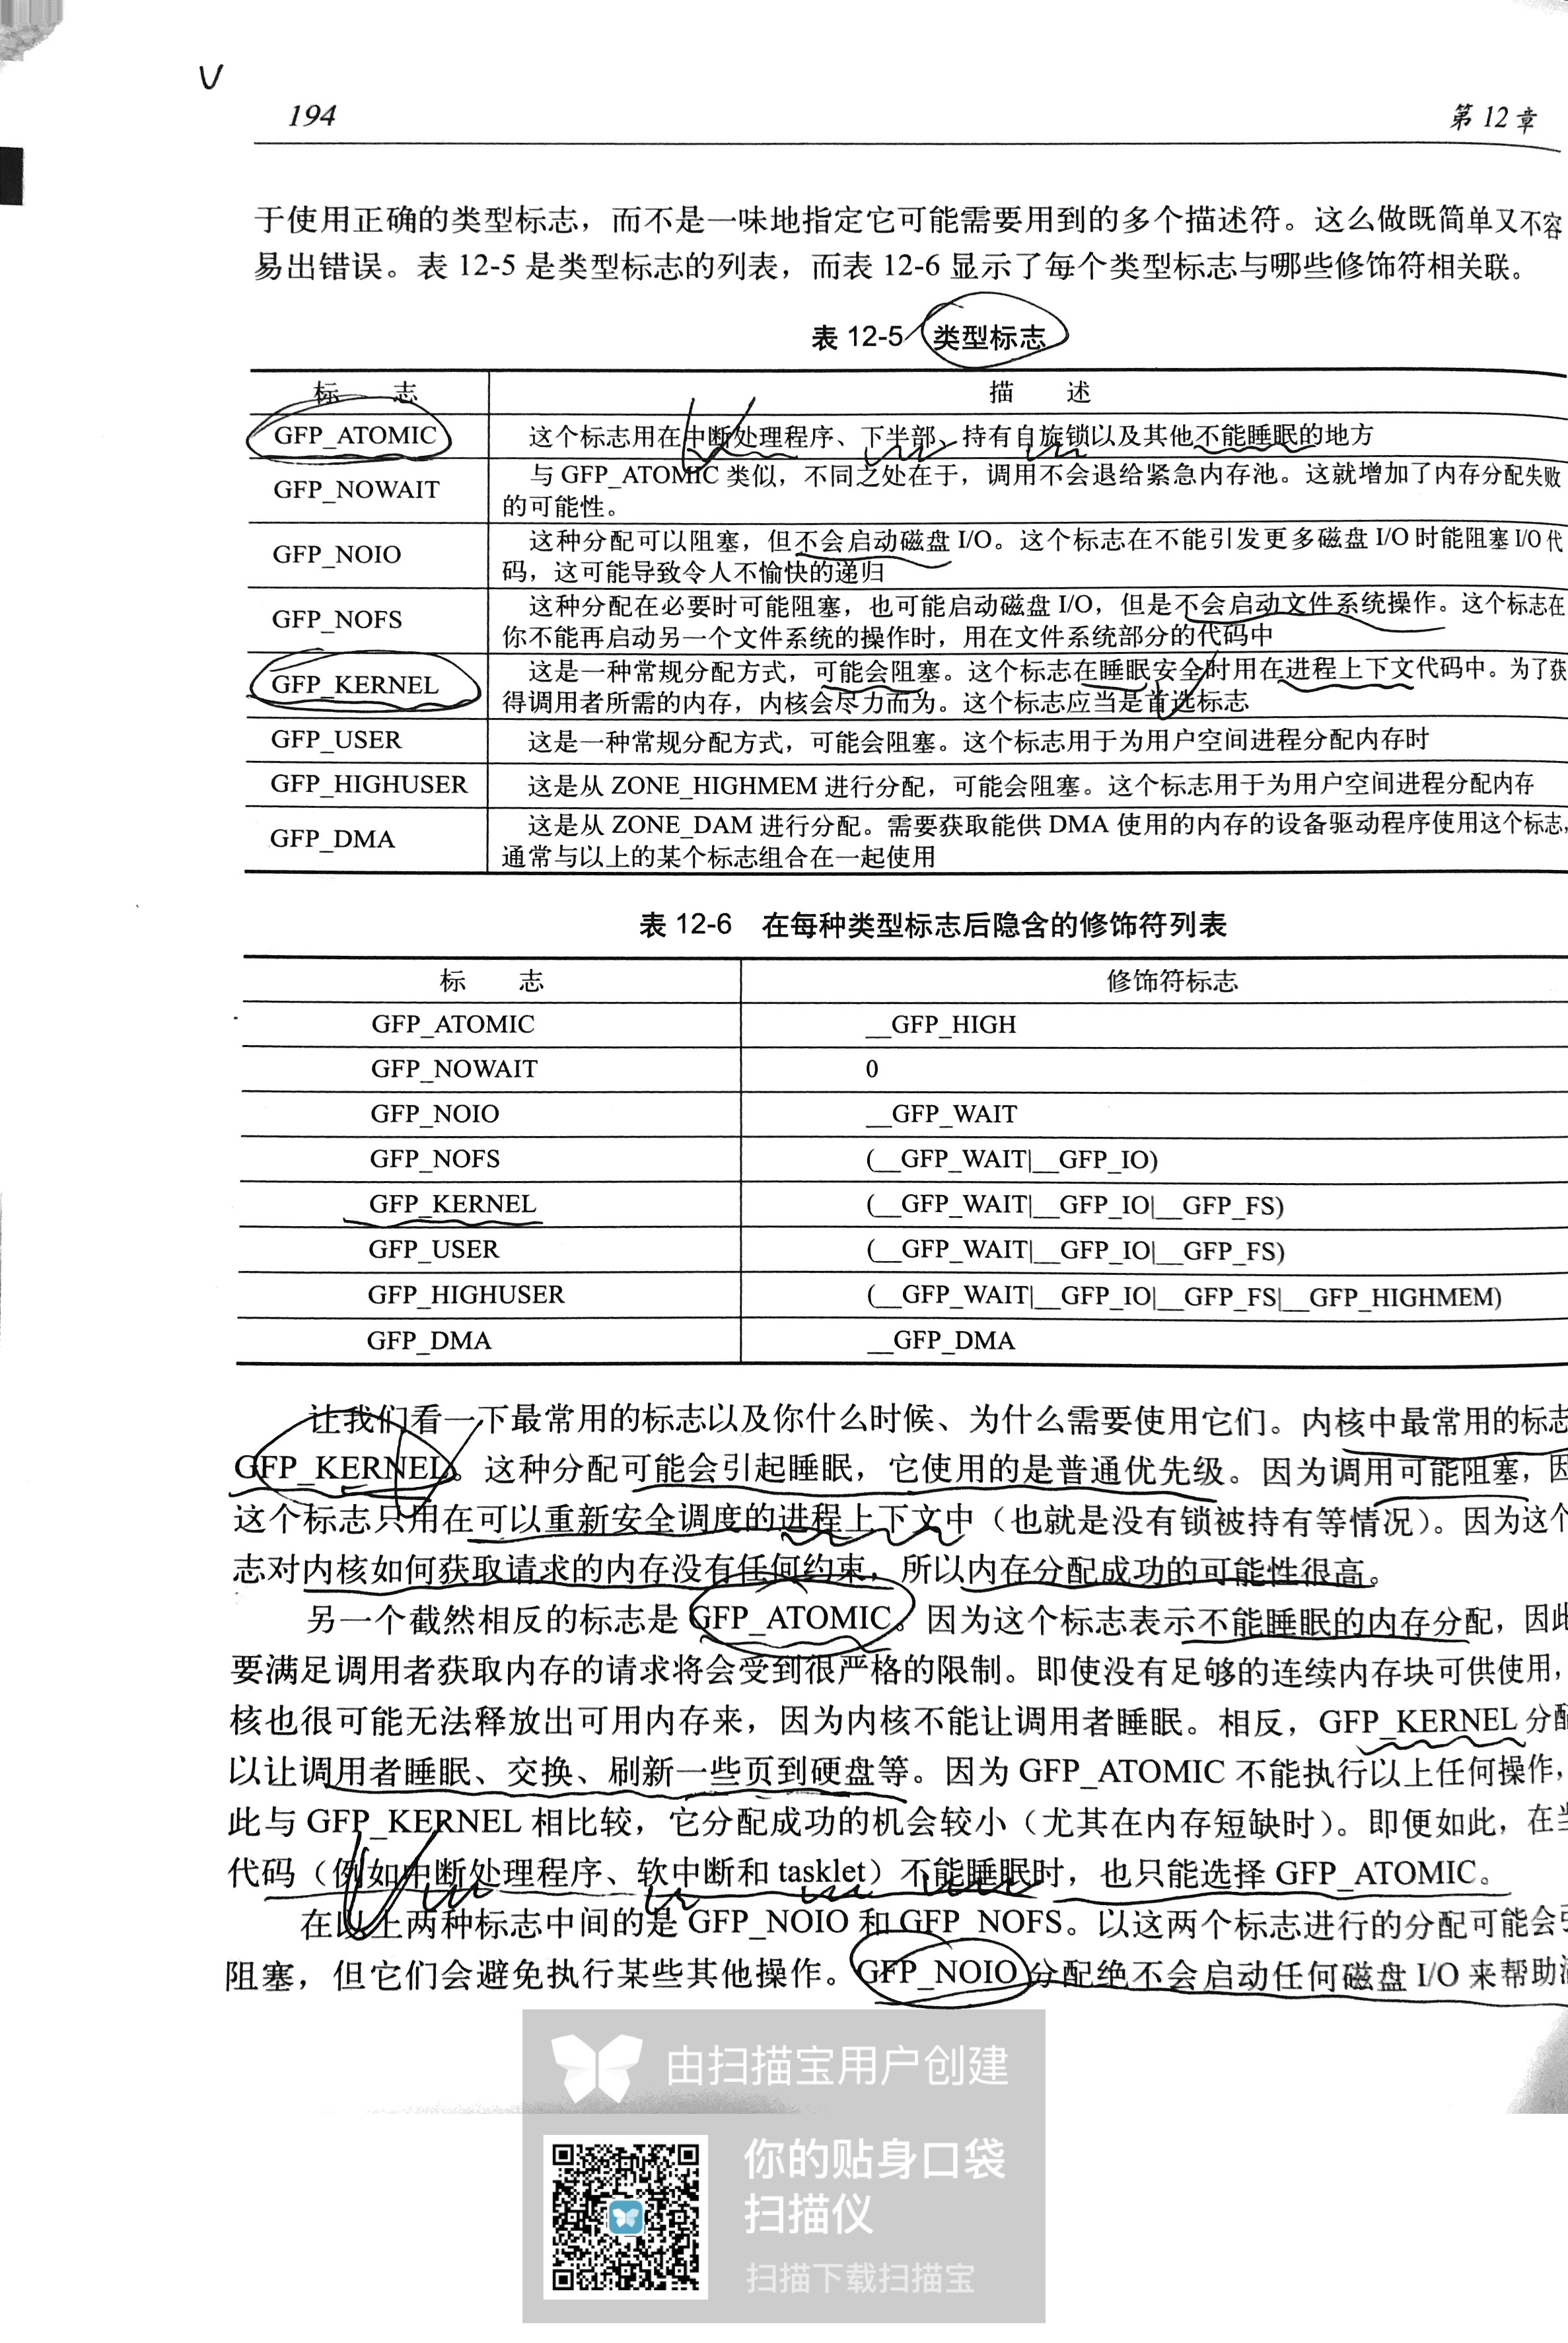 194
第 12 章
于使用正确的类型标志，而不是一味地指定它可能需要用到的多个描述符。这么做既简单又不容
易出错误。表 12-5 是类型标志的列表，而表 12-6 显示了每个类型标志与哪些修饰符相关联。
表 12-5 类型标志
标 志 描 述
GFP_ATOMIC 这个标志用在中断处理程序、下半部、持有自旋锁以及其他不能睡眠的地方
GFP_NOWAIT 与 GFP_ATOMIC 类似，不同之处在于，调用不会退给紧急内存池。这就增加了内存分配失败
的可能性。
GFP_NOIO 这种分配可以阻塞，但不会启动磁盘 I/O。这个标志在不能引发更多磁盘 I/O 时能阻塞 I/O 代
码，这可能导致令人不愉快的递归
GFP_NOFS 这种分配在必要时可能阻塞，也可能启动磁盘 I/O，但是不会启动文件系统操作。这个标志在
你不能再启动另一个文件系统的操作时，用在文件系统部分的代码中
GFP_KERNEL 这是一种常规分配方式，可能会阻塞。这个标志在睡眠安全时用在进程上下文代码中。为了获
得调用者所需的内存，内核会尽力而为。这个标志应当是首选标志
GFP_USER 这是一种常规分配方式，可能会阻塞。这个标志用于为用户空间进程分配内存时
GFP_HIGHUSER 这是从 ZONE_HIGHMEM 进行分配，可能会阻塞。这个标志用于为用户空间进程分配内存
GFP_DMA 这是从 ZONE_DAM 进行分配。需要获取能供 DMA 使用的内存的设备驱动程序使用这个标志，
通常与以上的某个标志组合在一起使用
表 12-6 在每种类型标志后隐含的修饰符列表
标 志 修饰符标志
GFP_ATOMIC __GFP_HIGH
GFP_NOWAIT 0
GFP_NOIO __GFP_WAIT
GFP_NOFS (__GFP_WAIT|__GFP_IO)
GFP_KERNEL (__GFP_WAIT|__GFP_IO|__GFP_FS)
GFP_USER (__GFP_WAIT|__GFP_IO|__GFP_FS)
GFP_HIGHUSER (__GFP_WAIT|__GFP_IO|__GFP_FS|__GFP_HIGHMEM)
GFP_DMA __GFP_DMA
让我们看一下最常用的标志以及你什么时候、为什么需要使用它们。内核中最常用的标志
GFP_KERNEL。这种分配可能会引起睡眠，它使用的是普通优先级。因为调用可能阻塞，因
这个标志只用在可以重新安全调度的进程上下文中（也就是没有锁被持有等情况）。因为这个
志对内核如何获取请求的内存没有任何约束，所以内存分配成功的可能性很高。
另一个截然相反的标志是 GFP_ATOMIC。因为这个标志表示不能睡眠的内存分配，因此
要满足调用者获取内存的请求将会受到很严格的限制。即使没有足够的连续内存块可供使用，
核也很可能无法释放出可用内存来，因为内核不能让调用者睡眠。相反，GFP_KERNEL 分配
以让调用者睡眠、交换、刷新一些页到硬盘等。因为 GFP_ATOMIC 不能执行以上任何操作，
此与 GFP_KERNEL 相比较，它分配成功的机会较小（尤其在内存短缺时）。即便如此，在当
代码（例如中断处理程序、软中断和 tasklet）不能睡眠时，也只能选择 GFP_ATOMIC。
在以上两种标志中间的是 GFP_NOIO 和 GFP_NOFS。以这两个标志进行的分配可能会引
阻塞，但它们会避免执行某些其他操作。GFP_NOIO 分配绝不会启动任何磁盘 I/O 来帮助
由扫描宝用户创建
你的贴身口袋
扫描仪
扫描下载扫描宝